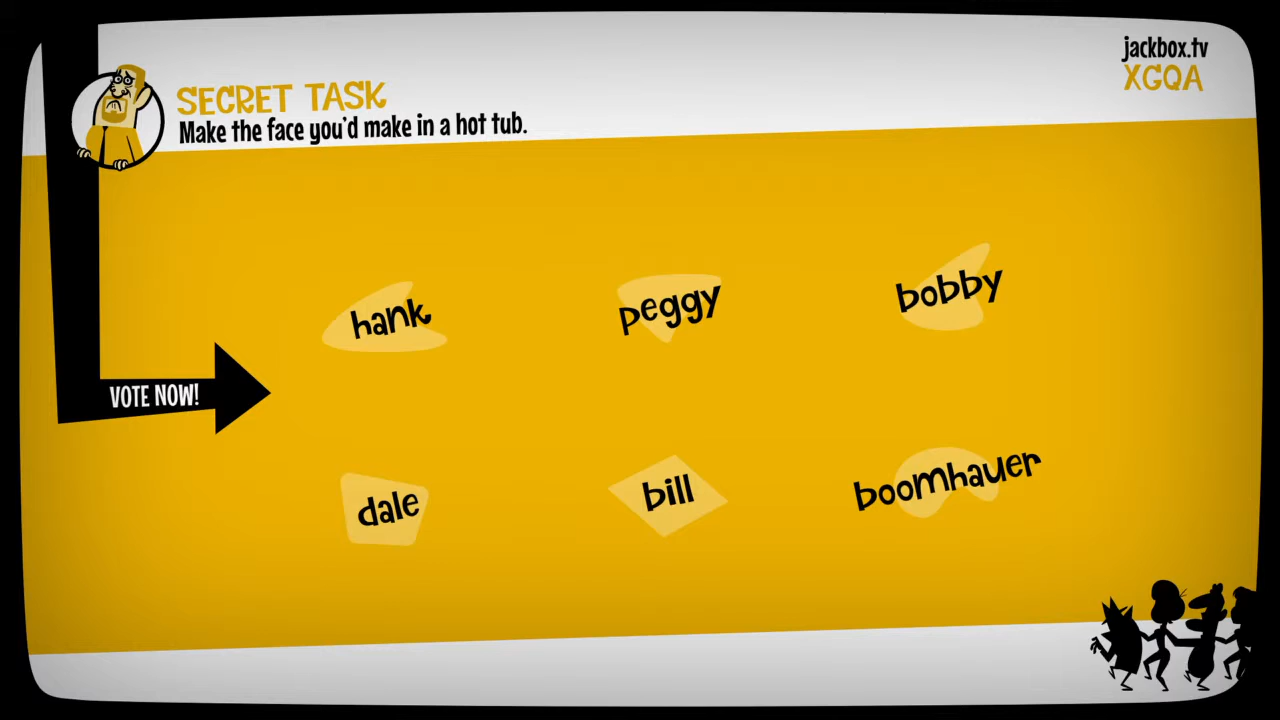 jackbox.tv
XGQA
SECRET TASK
Make the face you'd make in a hot tub.
hank
peggy
bobby
VOTE NOW!
dale
bill
boomhauer